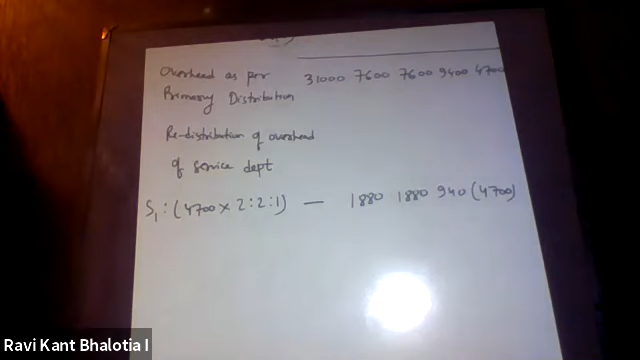 Overhead as per 31000 7600 7600 9400 4700
Primary Distribution
Re-distribution of overhead
of service dept
S₁: (4700 × 2:2:1) — 1880 1880 940 (4700)
Ravi Kant Bhalotia I